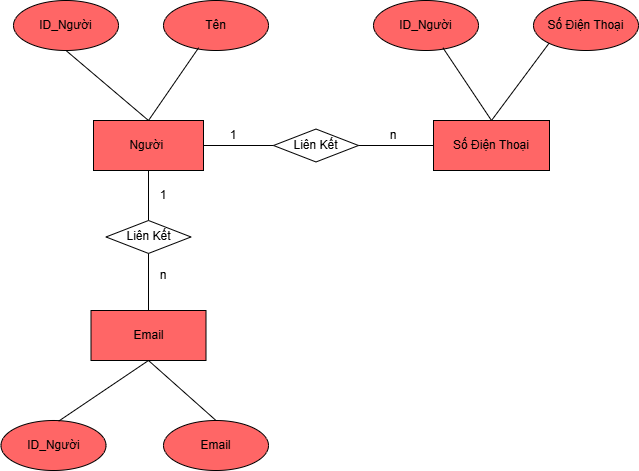 ID_Người
Tên
ID_Người
Số Điện Thoại
Người
1
Liên Kết
n
Số Điện Thoại
1
Liên Kết
n
Email
ID_Người
Email